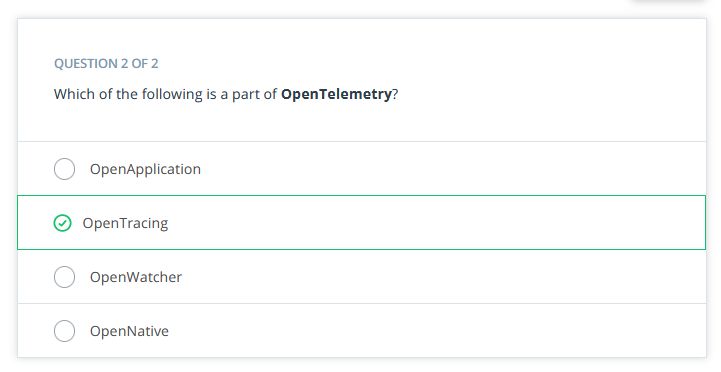 QUESTION 2 OF 2
Which of the following is a part of OpenTelemetry?
OpenApplication
OpenTracing
OpenWatcher
OpenNative